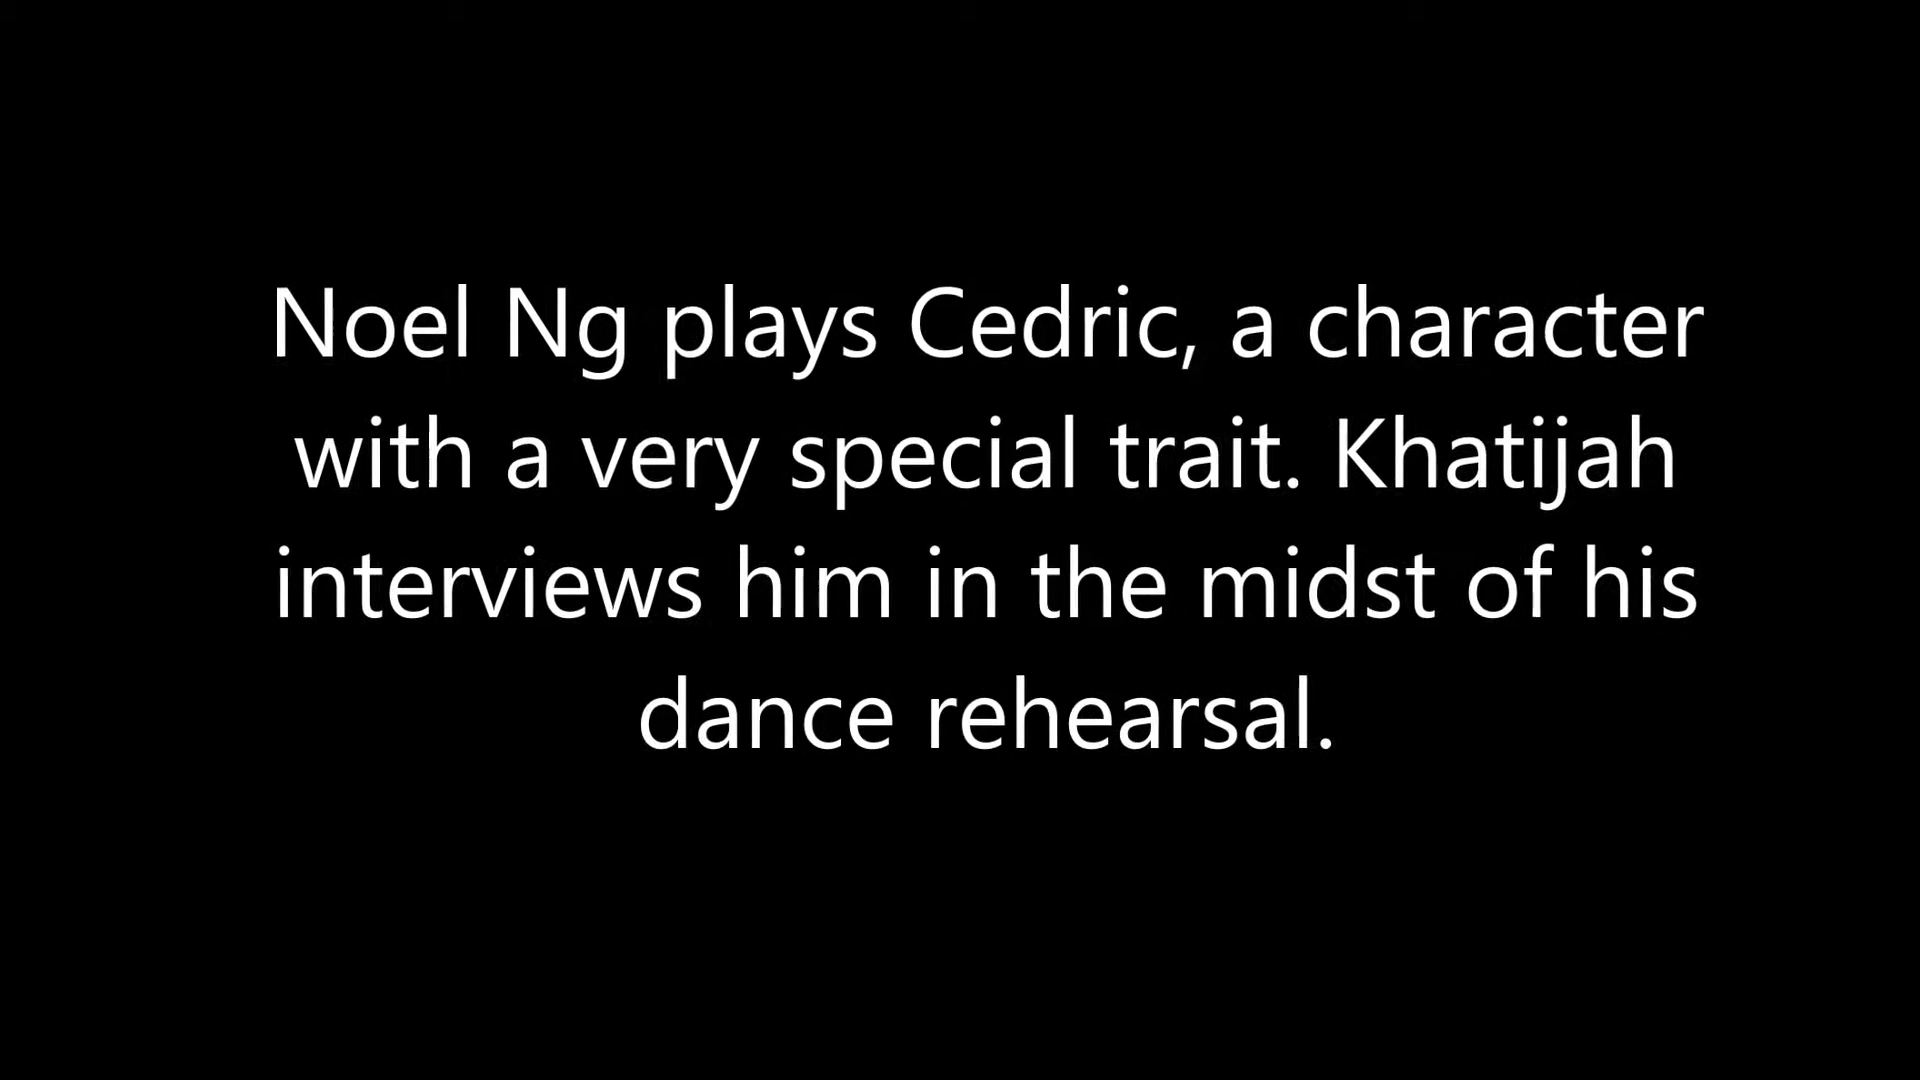 Noel Ng plays Cedric, a character
with a very special trait. Khatijah
interviews him in the midst of his
dance rehearsal.